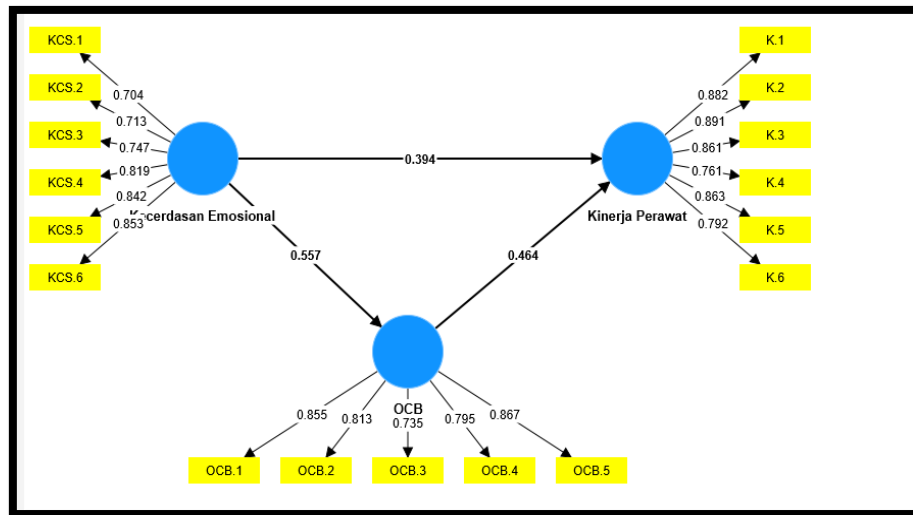 KCS.1
KCS.2
KCS.3
KCS.4
KCS.5
KCS.6
0.704
0.713
0.747
0.819
0.842
0.853
Kecerdasan Emosional
0.394
0.557
0.464
K.1
K.2
K.3
K.4
K.5
K.6
0.882
0.891
0.861
0.761
0.863
0.792
Kinerja Perawat
OCB
0.855
0.813
0.735
0.795
0.867
OCB.1
OCB.2
OCB.3
OCB.4
OCB.5